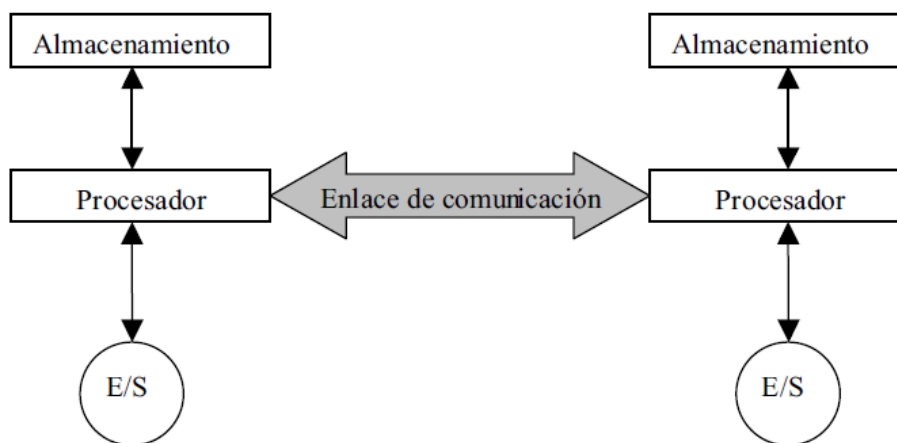 Almacenamiento
Almacenamiento
Procesador
Enlace de comunicación
Procesador
E/S
E/S